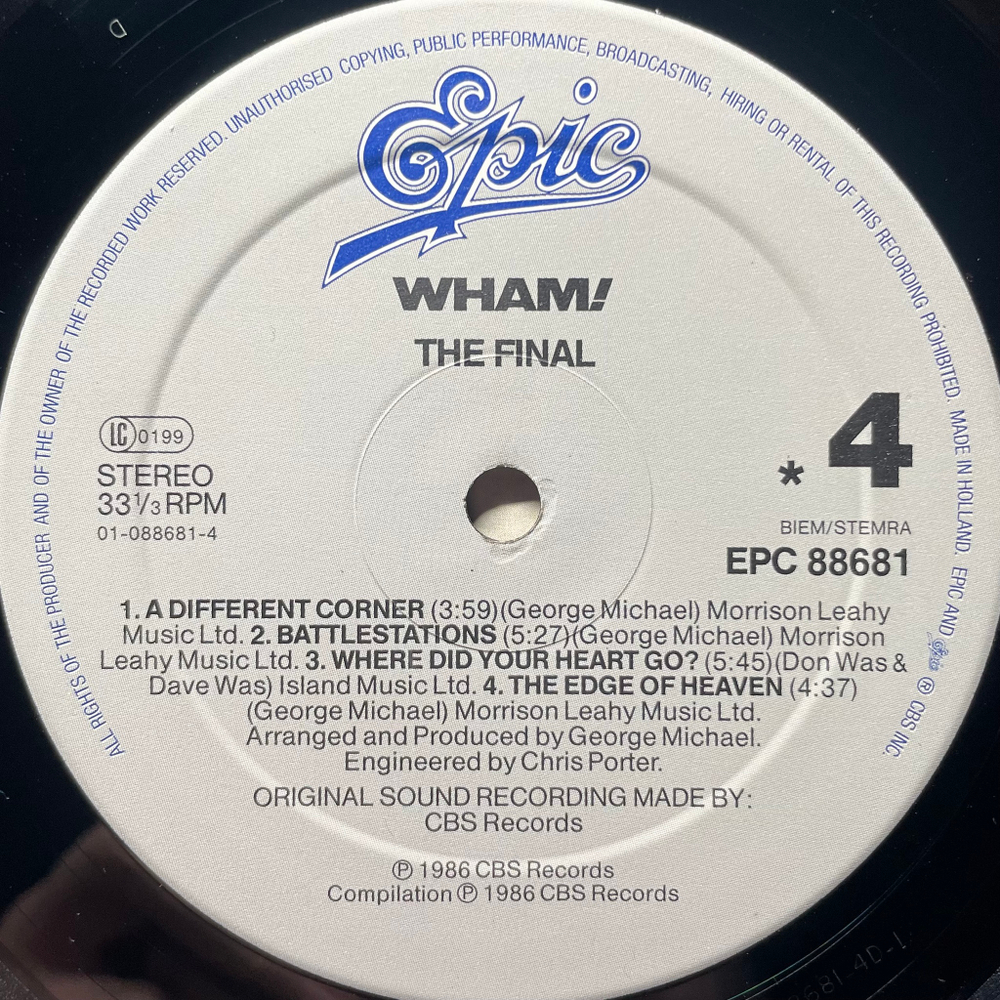 ALL RIGHTS OF THE PRODUCER AND OF THE OWNER OF THE RECORDED WORK RESERVED. UNAUTHORISED COPYING, PUBLIC PERFORMANCE, BROADCASTING, HIRING OR RENTAL OF THIS RECORDING PROHIBITED. MADE IN HOLLAND. EPIC AND Epic ℗ CBS INC.
Epic
WHAM!
THE FINAL
LC 0199
STEREO
33⅓ RPM
01-088681-4
* 4
BIEM/STEMRA
EPC 88681
1. A DIFFERENT CORNER (3:59)(George Michael) Morrison Leahy
Music Ltd. 2. BATTLESTATIONS (5:27)(George Michael) Morrison
Leahy Music Ltd. 3. WHERE DID YOUR HEART GO? (5:45)(Don Was &
Dave Was) Island Music Ltd. 4. THE EDGE OF HEAVEN (4:37)
(George Michael) Morrison Leahy Music Ltd.
Arranged and Produced by George Michael.
Engineered by Chris Porter.
ORIGINAL SOUND RECORDING MADE BY:
CBS Records
℗ 1986 CBS Records
Compilation ℗ 1986 CBS Records